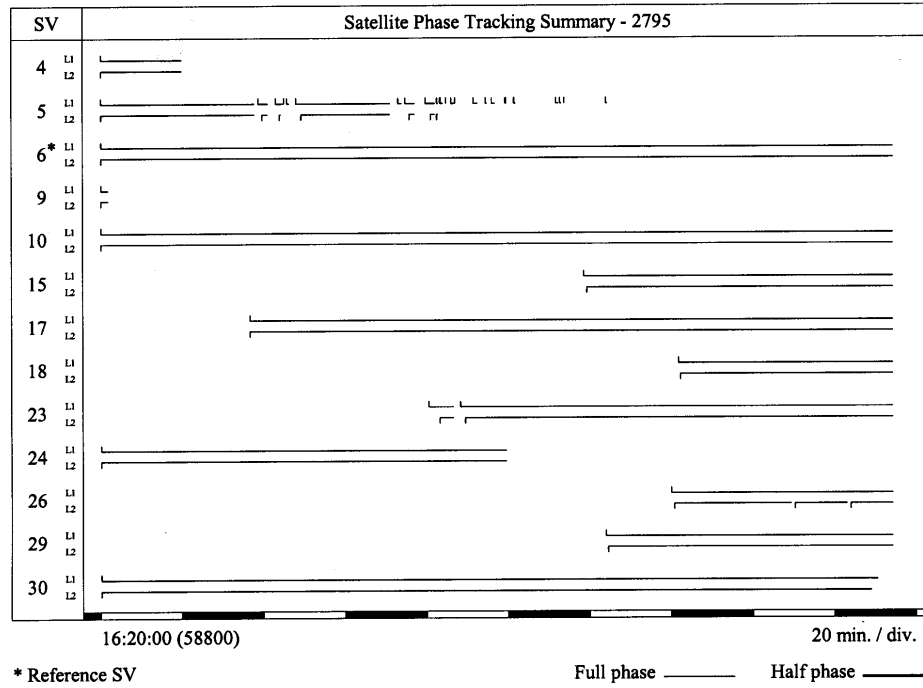 SV Satellite Phase Tracking Summary - 2795
4 L1
L2
5 L1
L2
6* L1
L2
9 L1
L2
10 L1
L2
15 L1
L2
17 L1
L2
18 L1
L2
23 L1
L2
24 L1
L2
26 L1
L2
29 L1
L2
30 L1
L2
16:20:00 (58800) 20 min. / div.
* Reference SV Full phase Half phase